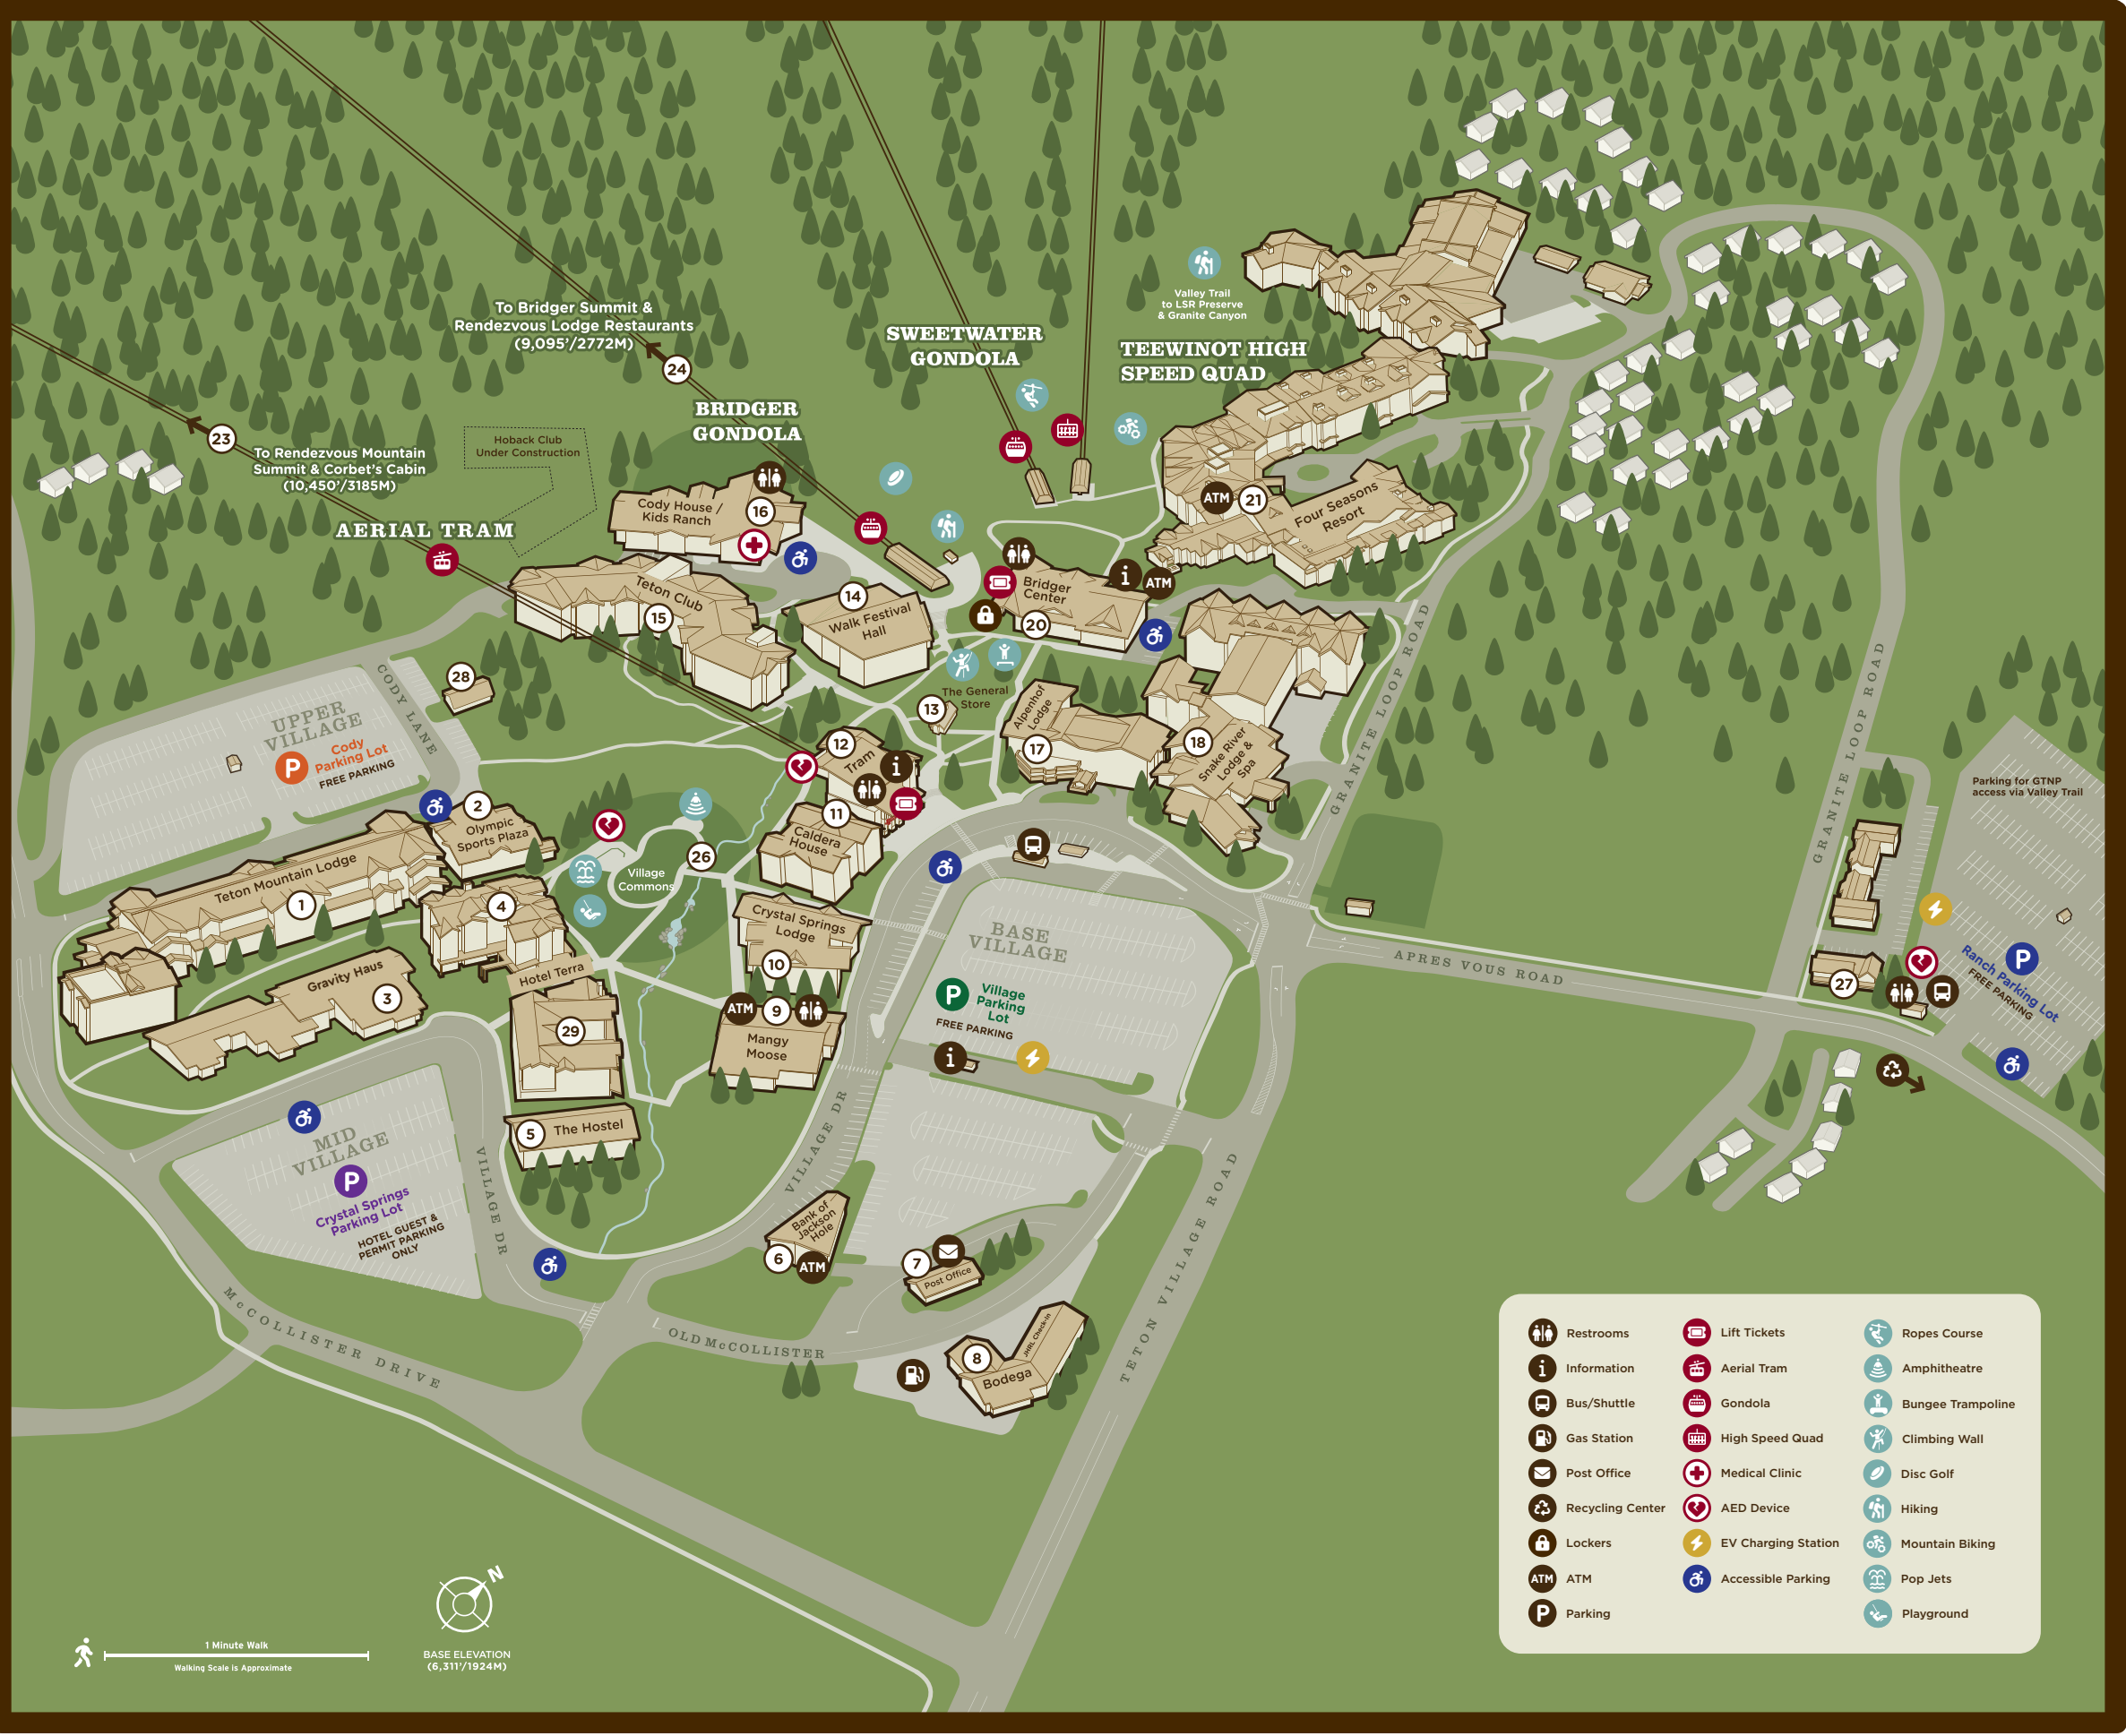 Valley Trail
to LSR Preserve
& Granite Canyon
To Bridger Summit &
Rendezvous Lodge Restaurants
(9,095'/2772M)
24
SWEETWATER
GONDOLA
TEEWINOT HIGH
SPEED QUAD
BRIDGER
GONDOLA
23
To Rendezvous Mountain
Summit & Corbet's Cabin
(10,450'/3185M)
Hoback Club
Under Construction
AERIAL TRAM
Cody House /
Kids Ranch
16
ATM
21
Four Seasons
Resort
Teton Club
15
14
Walk Festival
Hall
Bridger
Center
20
i
ATM
28
CODY LANE
UPPER
VILLAGE
P
Cody
Parking Lot
FREE PARKING
The General
Store
13
Alpenhof
Lodge
17
18
Snake River
Lodge &
Spa
GRANITE LOOP ROAD
GRANITE LOOP ROAD
Parking for GTNP
access via Valley Trail
12
Tram
i
11
Caldera
House
2
Olympic
Sports Plaza
Teton Mountain Lodge
1
4
26
Village
Commons
Crystal Springs
Lodge
10
BASE
VILLAGE
P
Village
Parking
Lot
FREE PARKING
i
APRES VOUS ROAD
27
P
Ranch Parking Lot
FREE PARKING
Gravity Haus
3
Hotel Terra
29
ATM
9
Mangy
Moose
5
The Hostel
MID
VILLAGE
P
Crystal Springs
Parking Lot
HOTEL GUEST &
PERMIT PARKING
ONLY
VILLAGE DR
VILLAGE DR
Bank of
Jackson
Hole
6
ATM
7
Post Office
TETON VILLAGE ROAD
McCOLLISTER DRIVE
OLD McCOLLISTER
8
Bodega
JHRL Check-In
Restrooms
i
Information
Bus/Shuttle
Gas Station
Post Office
Recycling Center
Lockers
ATM
ATM
P
Parking
Lift Tickets
Aerial Tram
Gondola
High Speed Quad
Medical Clinic
AED Device
EV Charging Station
Accessible Parking
Ropes Course
Amphitheatre
Bungee Trampoline
Climbing Wall
Disc Golf
Hiking
Mountain Biking
Pop Jets
Playground
1 Minute Walk
Walking Scale is Approximate
N
BASE ELEVATION
(6,311'/1924M)